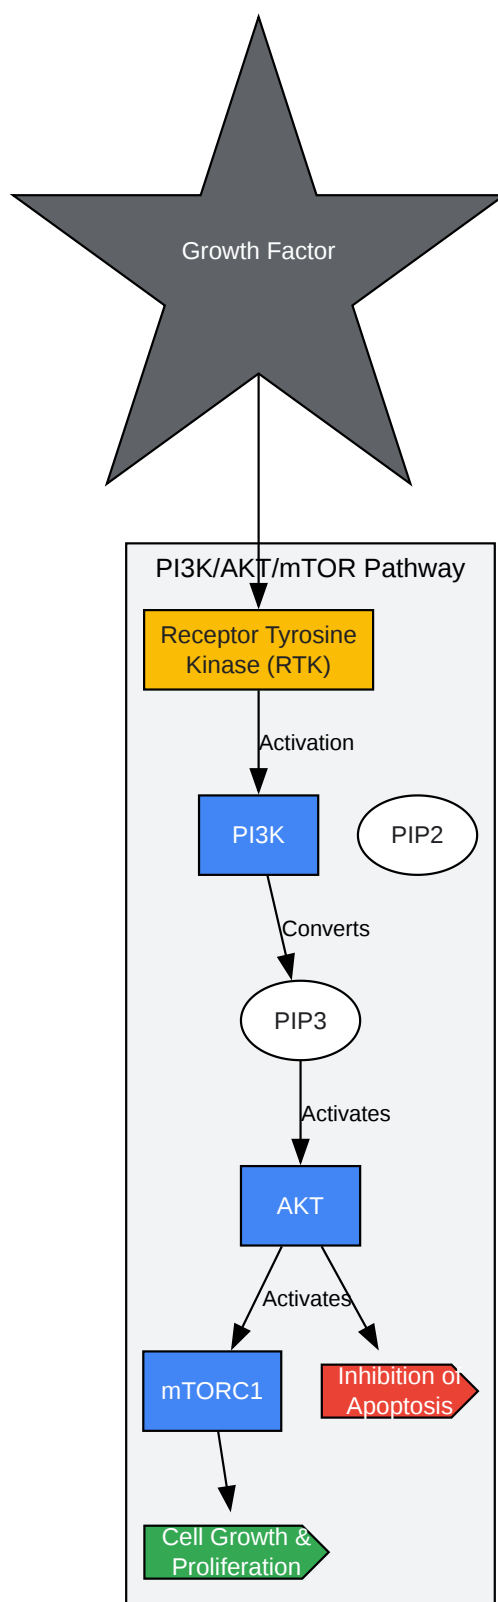 Growth Factor
PI3K/AKT/mTOR Pathway
Receptor Tyrosine
Kinase (RTK)
Activation
PI3K
PIP2
Converts
PIP3
Activates
AKT
Activates
mTORC1
Inhibition of
Apoptosis
Cell Growth &
Proliferation